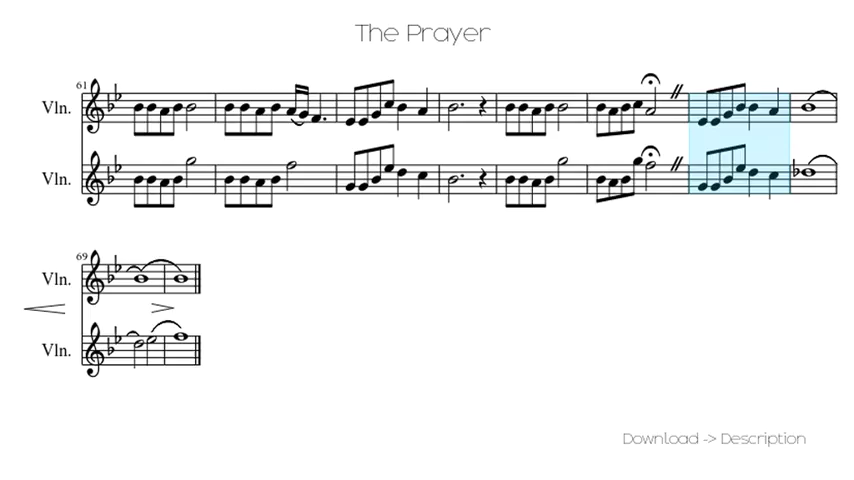 The Prayer
61
Vln.
Vln.
69
Vln.
Vln.
Download -> Description